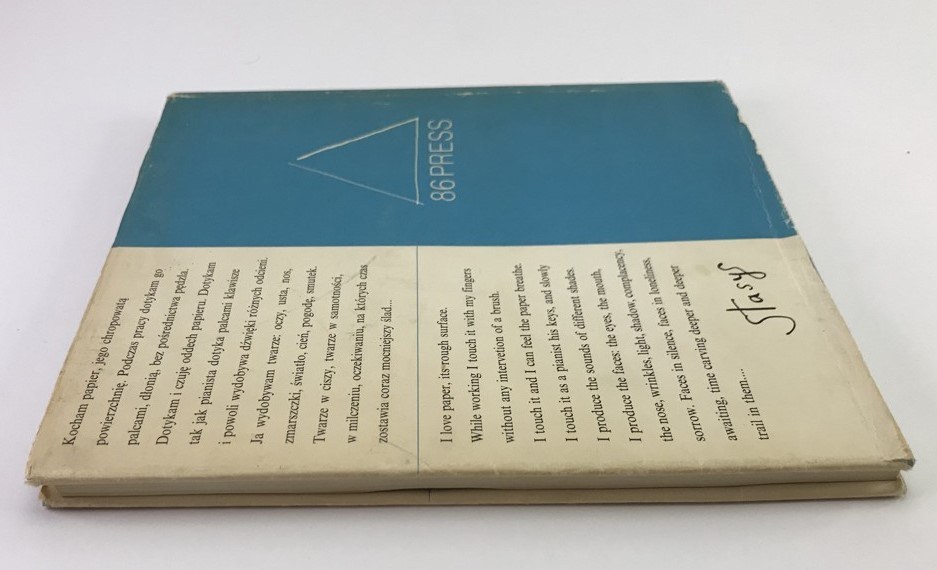 86 PRESS
Kocham papier, jego chropowatą
powierzchnię. Podczas pracy dotykam go
palcami, dłonią, bez pośrednictwa pędzla.
Dotykam i czuję oddech papieru. Dotykam
tak jak pianista dotyka palcami klawisze
i powoli wydobywa dźwięki różnych odcieni.
Ja wydobywam twarze: oczy, usta, nos,
zmarszczki, światło, cień, pogodę, smutek.
Twarze w ciszy, twarze w samotności,
w milczeniu, oczekiwaniu, na których czas
zostawia coraz mocniejszy ślad...
I love paper, its rough surface.
While working I touch it with my fingers
without any intervetion of a brush.
I touch it and I can feel the paper breathe.
I touch it as a pianist his keys, and slowly
I produce the sounds of different shades.
I produce the faces: the eyes, the mouth,
the nose, wrinkles, light, shadow, complacency,
sorrow. Faces in silence, faces in loneliness,
awaiting, time carving deeper and deeper
trail in them....
Stasys